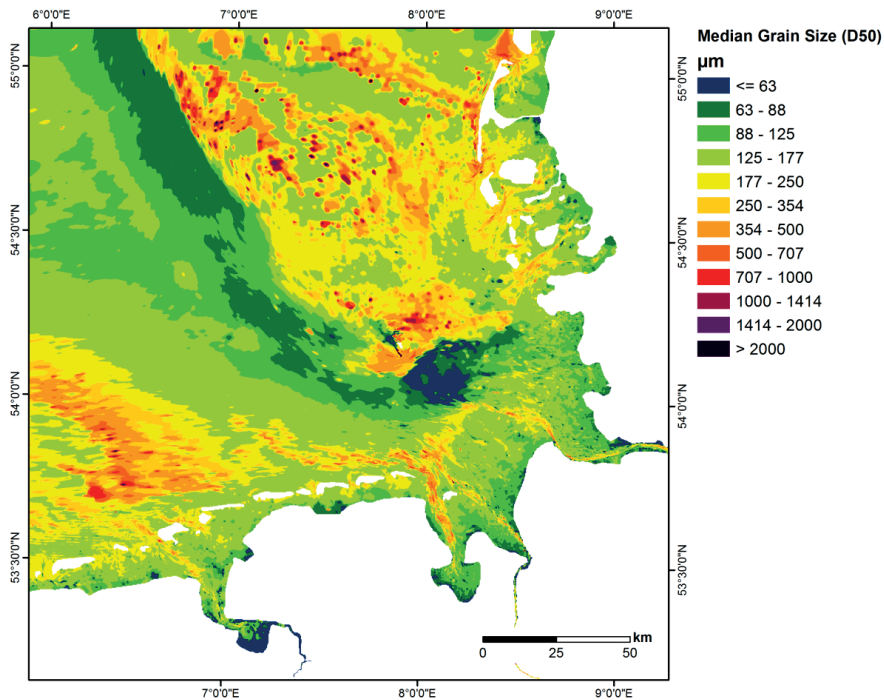 6°0'0"E 7°0'0"E 8°0'0"E 9°0'0"E
55°0'0"N
54°30'0"N
54°0'0"N
53°30'0"N
55°0'0"N
54°30'0"N
54°0'0"N
53°30'0"N
7°0'0"E 8°0'0"E 9°0'0"E
km
0 25 50
Median Grain Size (D50)
µm
<= 63
63 - 88
88 - 125
125 - 177
177 - 250
250 - 354
354 - 500
500 - 707
707 - 1000
1000 - 1414
1414 - 2000
> 2000